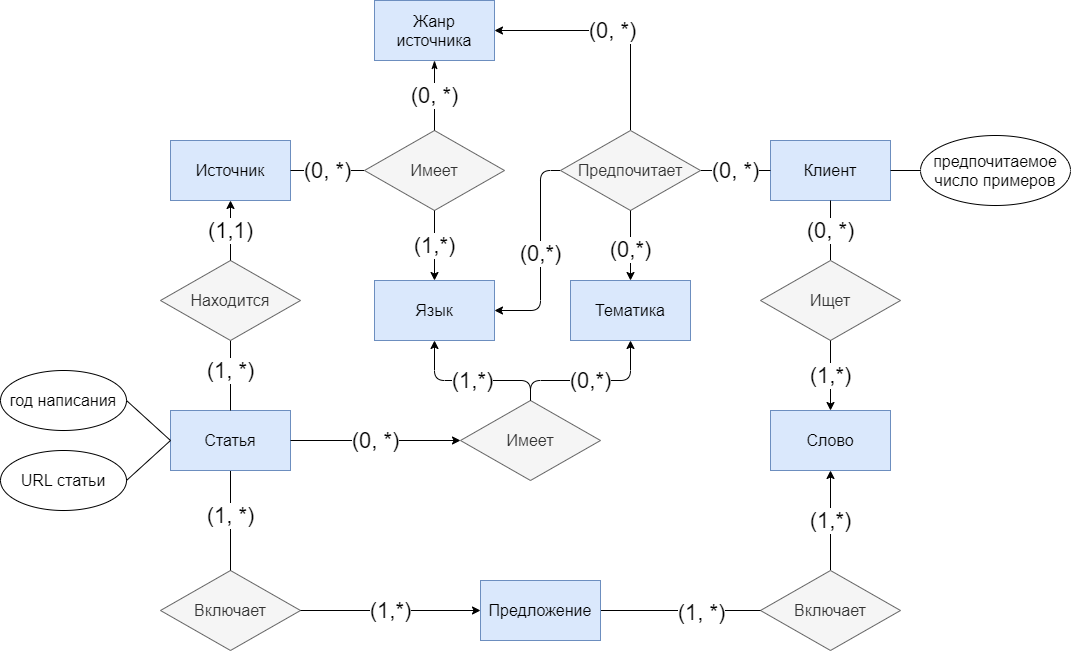 Жанр
источника
(0, *)
(0, *)
Источник
(0, *)
Имеет
Предпочитает
(0, *)
Клиент
предпочитаемое
число примеров
(1,1)
(1,*)
(0,*)
(0,*)
(0, *)
Находится
Язык
Тематика
Ищет
(1, *)
(1,*)
(0,*)
(1,*)
год написания
Статья
(0, *)
Имеет
Слово
URL статьи
(1, *)
(1,*)
Включает
(1,*)
Предложение
(1, *)
Включает